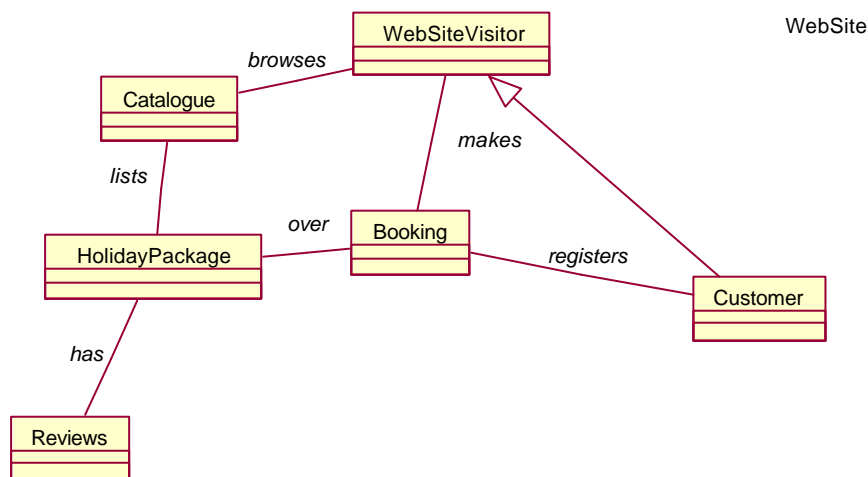 WebSiteVisitor
WebSite
browses
Catalogue
makes
lists
over
Booking
HolidayPackage
registers
Customer
has
Reviews